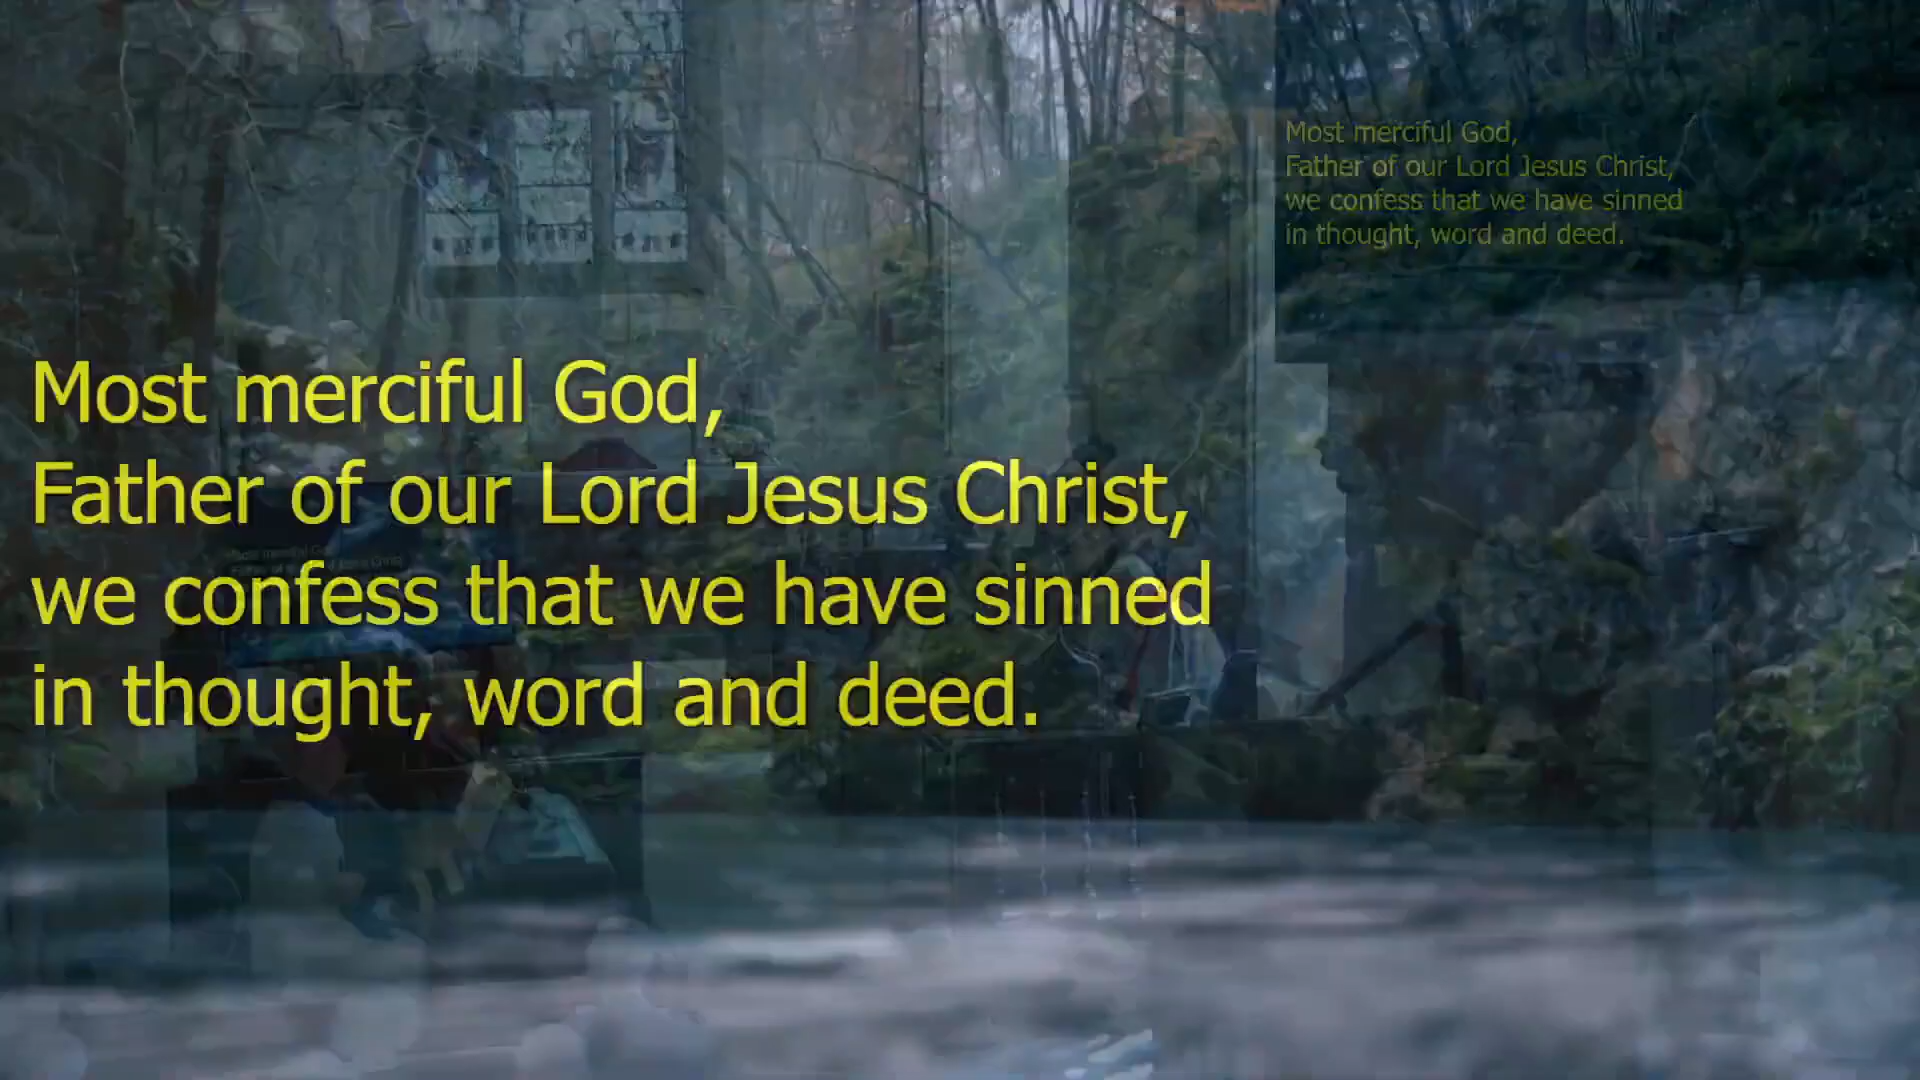 Most merciful God,
Father of our Lord Jesus Christ,
we confess that we have sinned
in thought, word and deed.
Most merciful God,
Father of our Lord Jesus Christ,
we confess that we have sinned
in thought, word and deed.